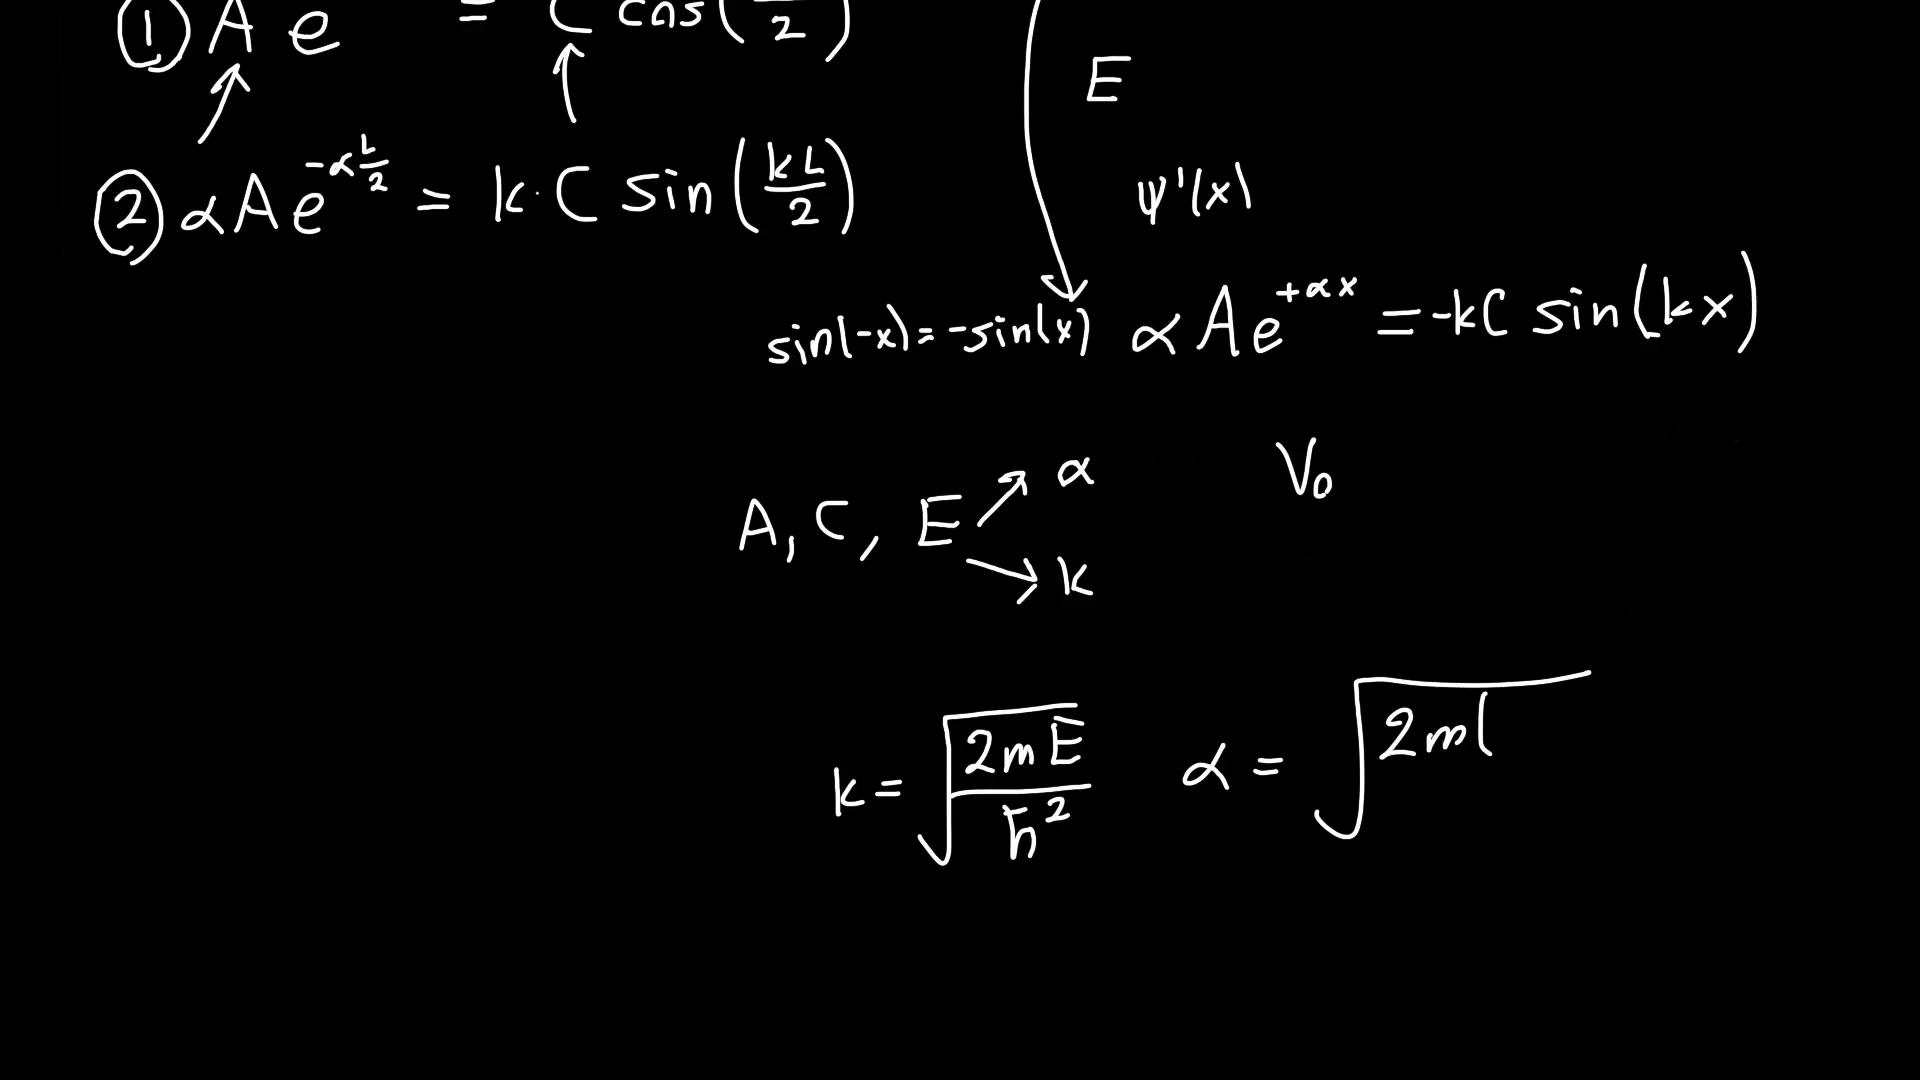 ① A e = C cos( 2 )
E
② αAe^{-α L/2} = k·C sin(kL/2)
ψ'(x)
sin(-x)=-sin(x) αAe^{+αx} = -kC sin(kx)
A, C, E ↗ α V₀
↘ k
k = √(2mE/ħ²) α = √2m(